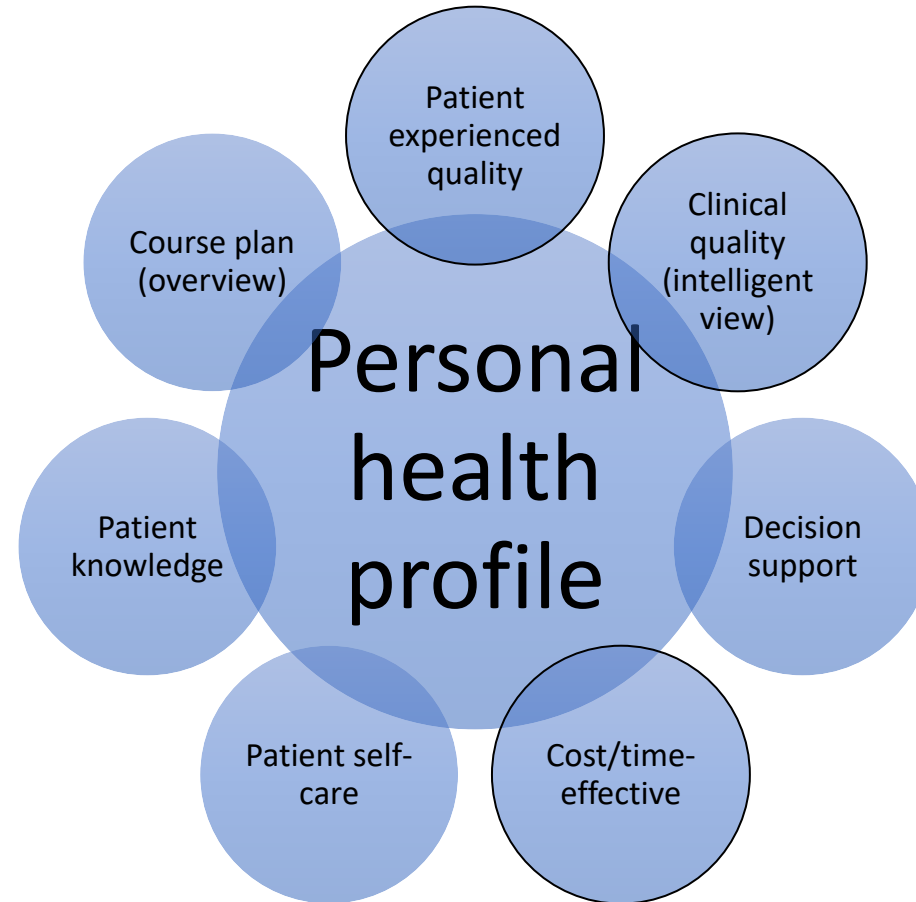 Patient
experienced
quality
Clinical
quality
(intelligent
view)
Course plan
(overview)
Personal
health
profile
Patient
knowledge
Decision
support
Patient self-
care
Cost/time-
effective